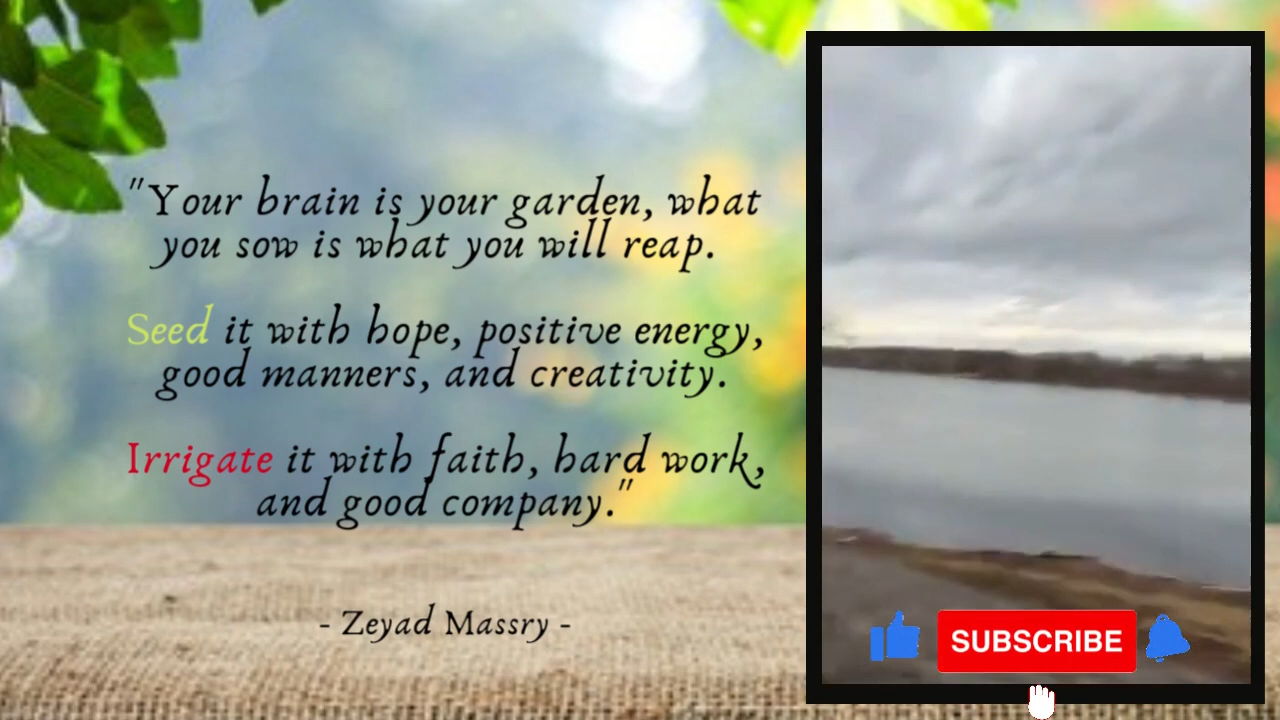 "Your brain is your garden, what
you sow is what you will reap.
Seed it with hope, positive energy,
good manners, and creativity.
Irrigate it with faith, hard work,
and good company."
- Zeyad Massry -
SUBSCRIBE